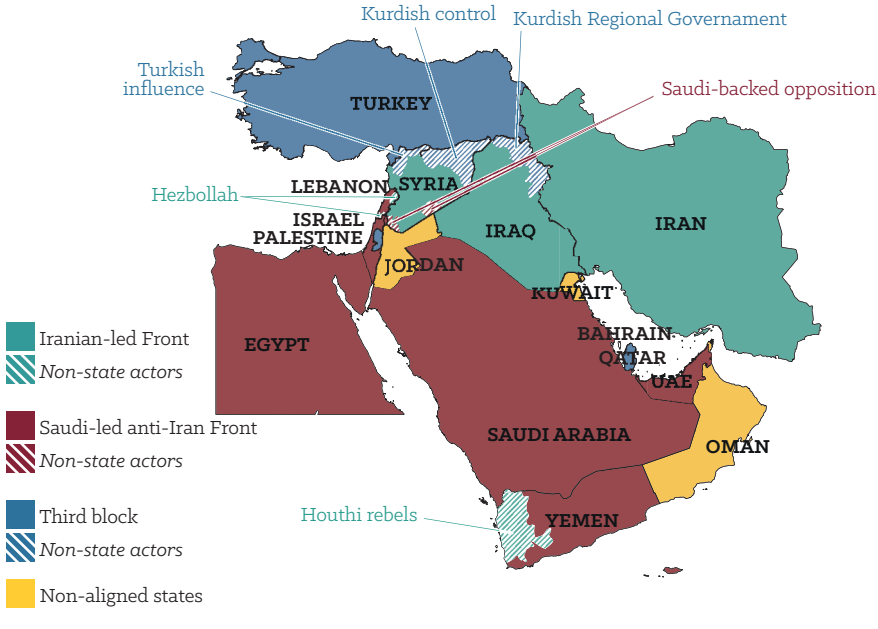 Kurdish control
Kurdish Regional Governament
Turkish
influence
Saudi-backed opposition
TURKEY
LEBANON
SYRIA
Hezbollah
ISRAEL
PALESTINE
IRAQ
IRAN
JORDAN
KUWAIT
BAHRAIN
QATAR
EGYPT
UAE
SAUDI ARABIA
OMAN
Houthi rebels
YEMEN
Iranian-led Front
Non-state actors
Saudi-led anti-Iran Front
Non-state actors
Third block
Non-state actors
Non-aligned states